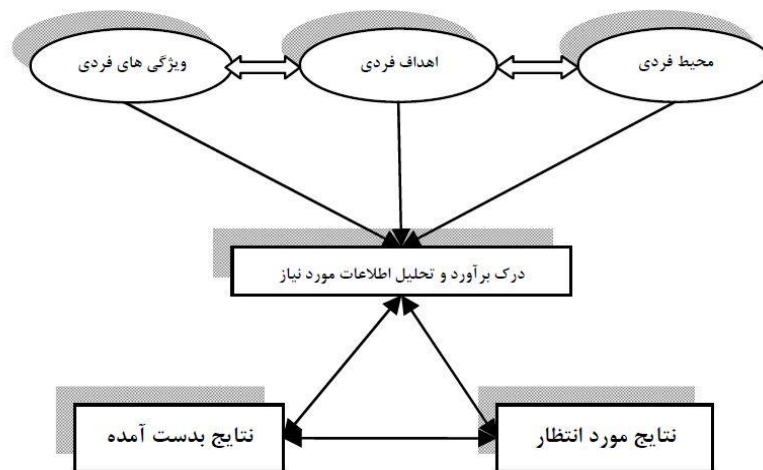 محیط فردی
اهداف فردی
ویژگی های فردی
درک برآورد و تحلیل اطلاعات مورد نیاز
نتایج مورد انتظار
نتایج بدست آمده